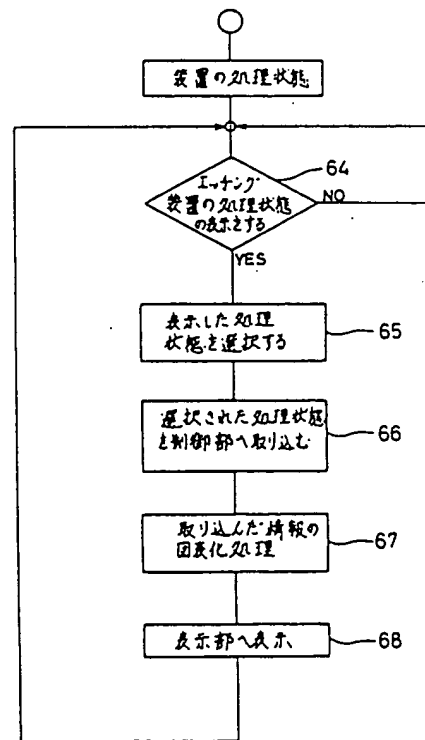 装置の処理状態
エッチング
装置の処理状態
の表示をする
64
NO
YES
表示した処理
状態を選択する
65
選択された処理状態
を制御部へ取り込む
66
取り込んだ情報の
図表化処理
67
表示部へ表示
68